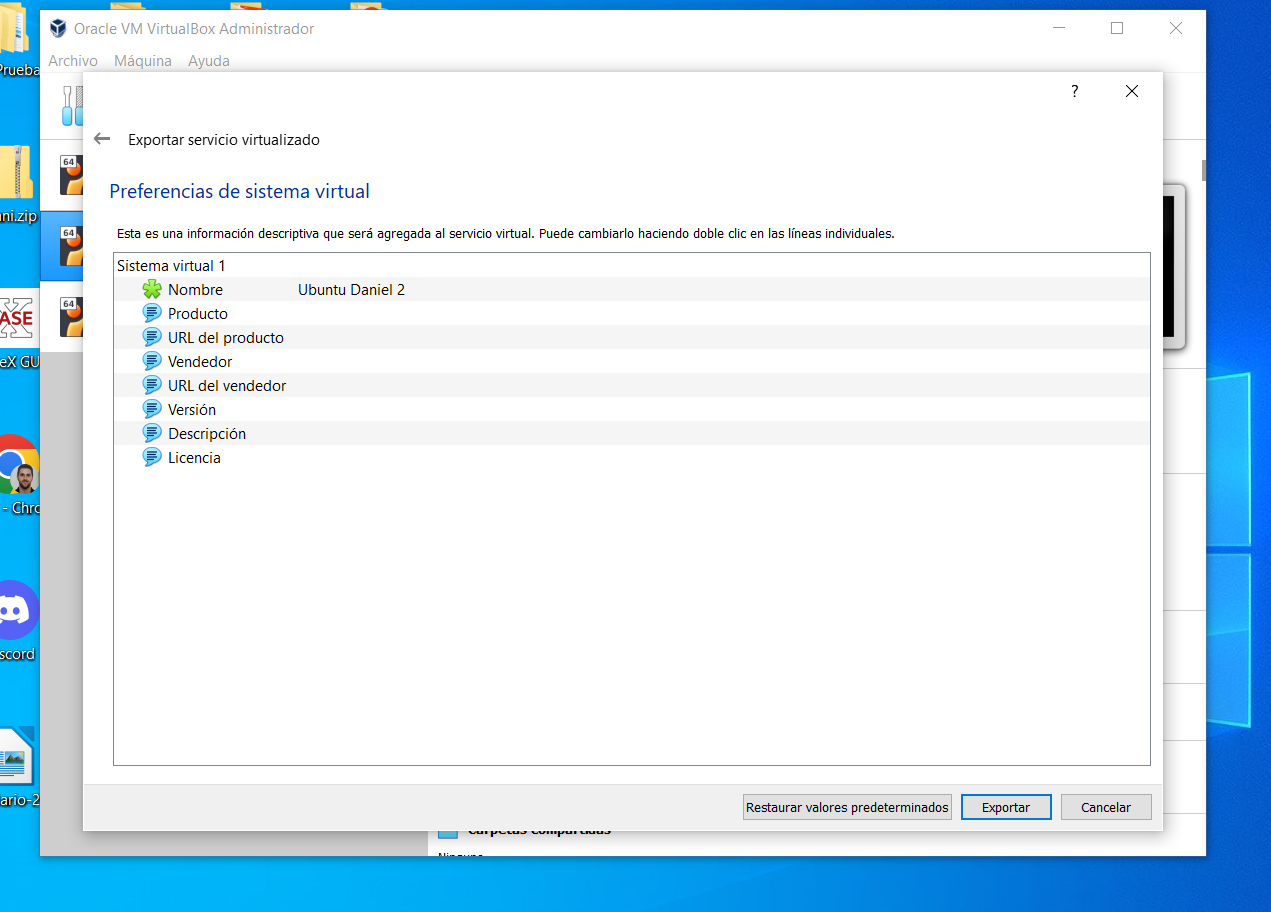 Oracle VM VirtualBox Administrador
Archivo Máquina Ayuda
Prueba
?
Exportar servicio virtualizado
64
Preferencias de sistema virtual
ni.zip
64
Esta es una información descriptiva que será agregada al servicio virtual. Puede cambiarlo haciendo doble clic en las líneas individuales.
Sistema virtual 1
Nombre Ubuntu Daniel 2
64
Producto
ASE
URL del producto
eX GU
Vendedor
URL del vendedor
Versión
Descripción
Licencia
- Chro
scord
ario-2
Restaurar valores predeterminados Exportar Cancelar
Carpetas compartidas
Ninguno